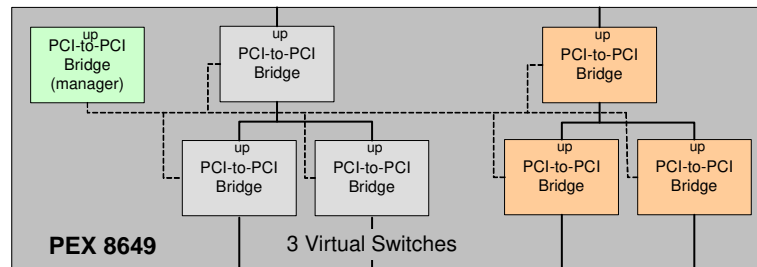 up
PCI-to-PCI
Bridge
(manager)
up
PCI-to-PCI
Bridge
up
PCI-to-PCI
Bridge
up
PCI-to-PCI
Bridge
up
PCI-to-PCI
Bridge
up
PCI-to-PCI
Bridge
up
PCI-to-PCI
Bridge
PEX 8649
3 Virtual Switches